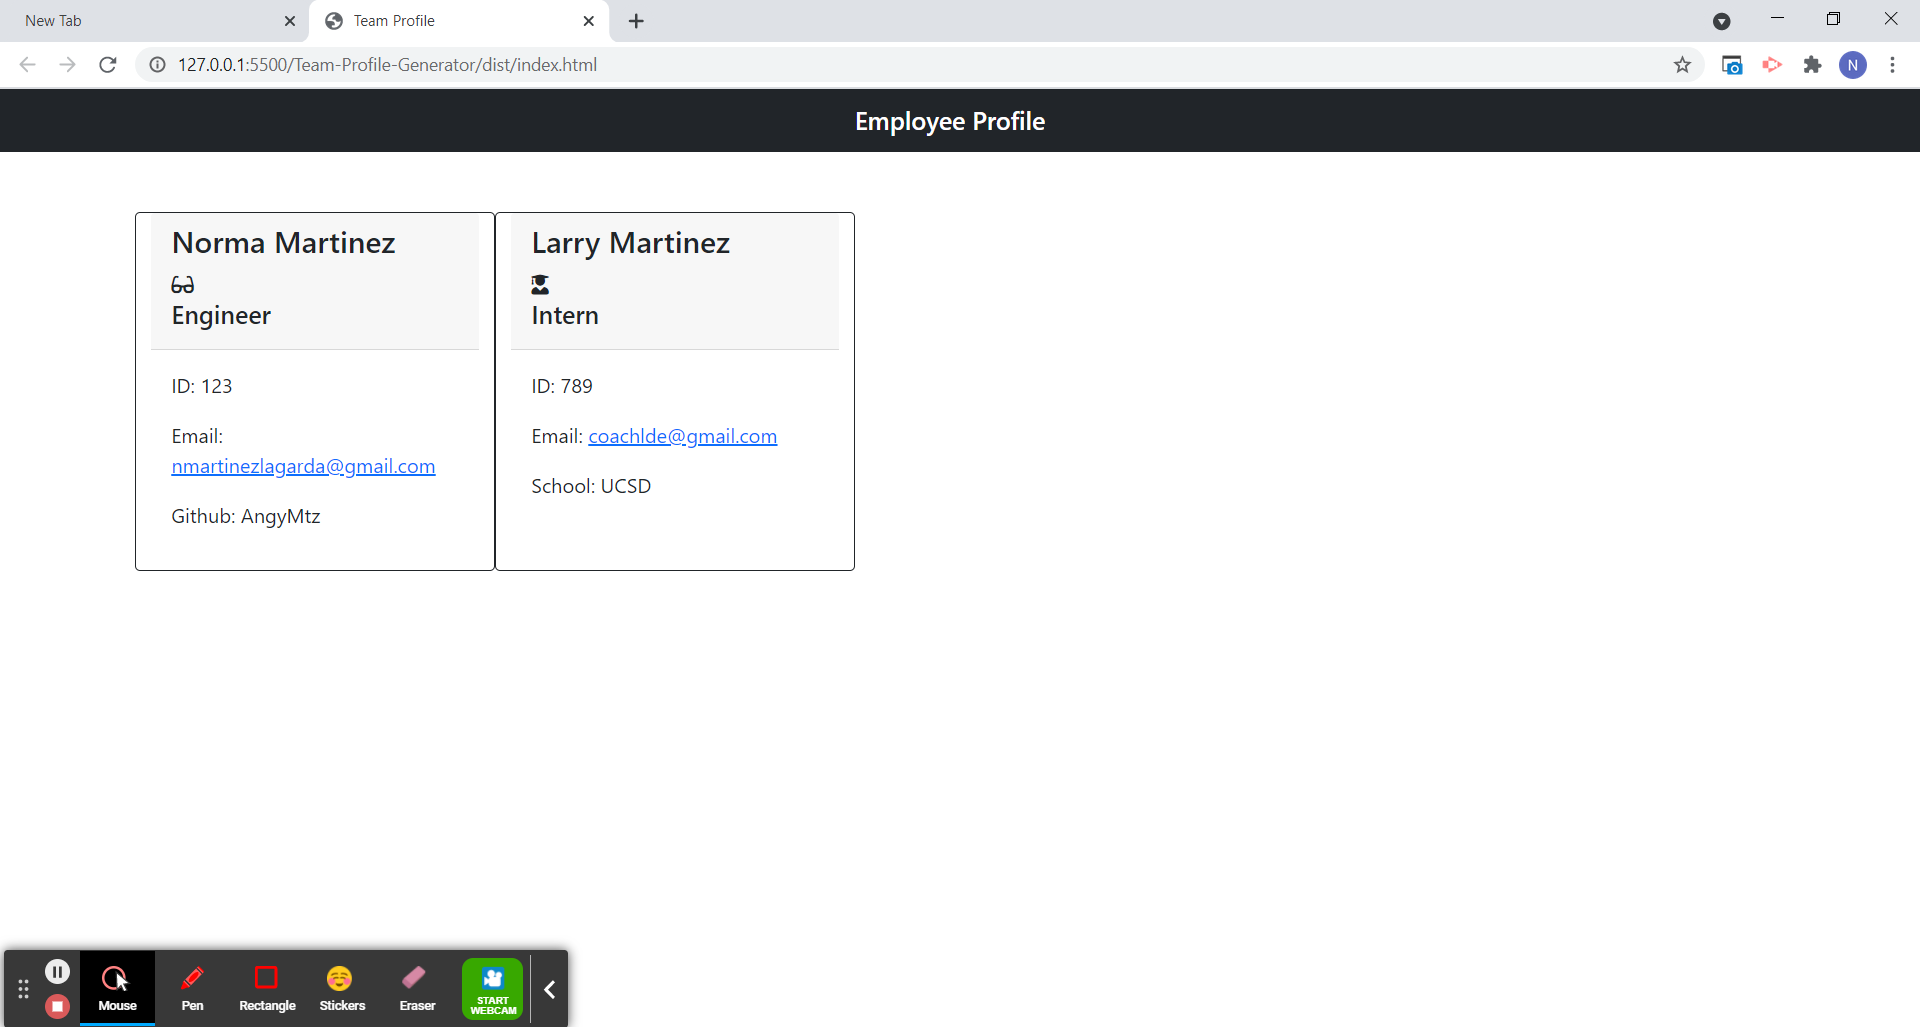 New Tab
Team Profile
127.0.0.1:5500/Team-Profile-Generator/dist/index.html
N
Employee Profile
Norma Martinez
Engineer
ID: 123
Email:
nmartinezlagarda@gmail.com
Github: AngyMtz
Larry Martinez
Intern
ID: 789
Email: coachlde@gmail.com
School: UCSD
Mouse
Pen
Rectangle
Stickers
Eraser
START
WEBCAM